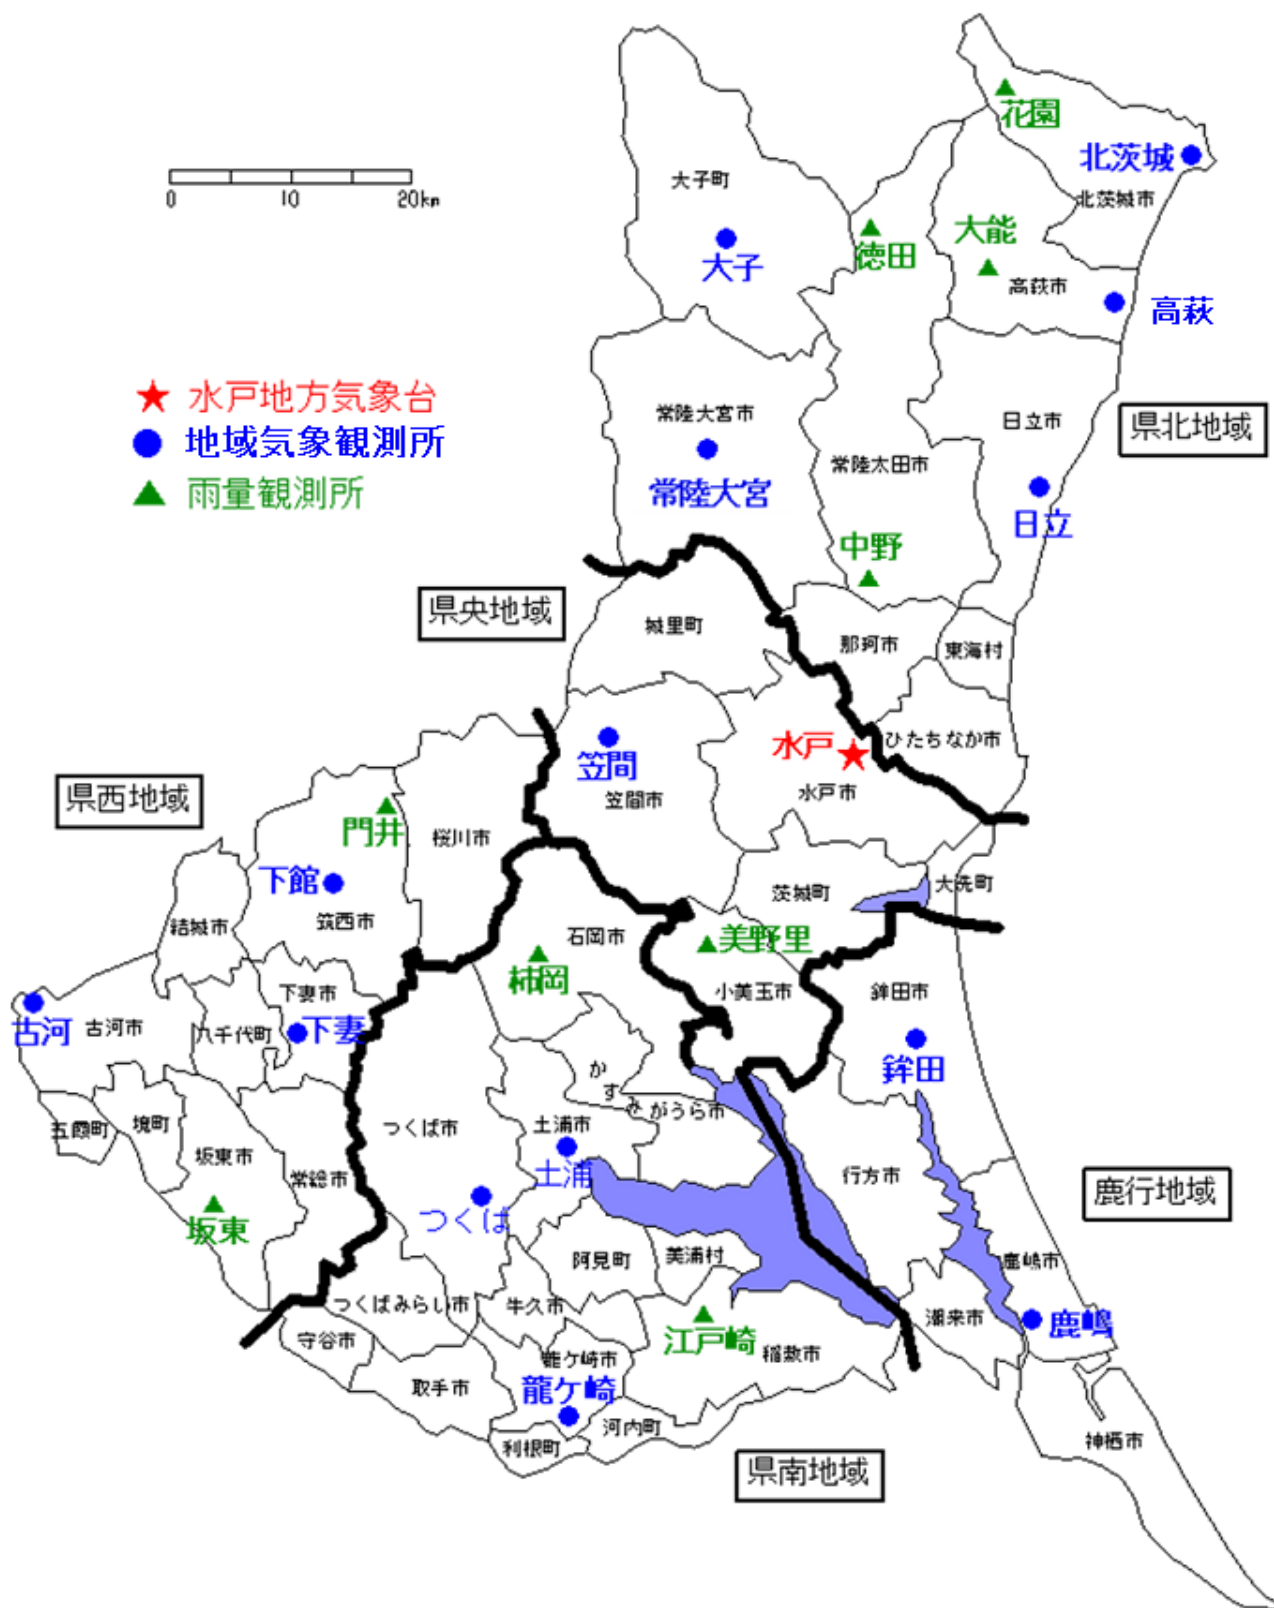 花園
北茨城
大子町
0 10 20km
北茨城市
大能
徳田
大子
高萩市
高萩
水戸地方気象台
地域気象観測所
雨量観測所
常陸大宮市
日立市
県北地域
常陸太田市
常陸大宮
日立
中野
県央地域
城里町
那珂市
東海村
水戸
ひたちなか市
笠間
県西地域
笠間市
水戸市
門井
桜川市
下館
茨城町
大洗町
結城市
筑西市
石岡市
美野里
柿岡
下妻市
小美玉市
鉾田市
古河
古河市
八千代町
下妻
鉾田
かすみがうら市
五霞町
境町
つくば市
土浦市
坂東市
常総市
土浦
行方市
鹿行地域
坂東
つくば
阿見町
美浦村
鹿嶋市
つくばみらい市
牛久市
潮来市
鹿嶋
守谷市
江戸崎
稲敷市
龍ケ崎市
取手市
龍ケ崎
河内町
利根町
神栖市
県南地域